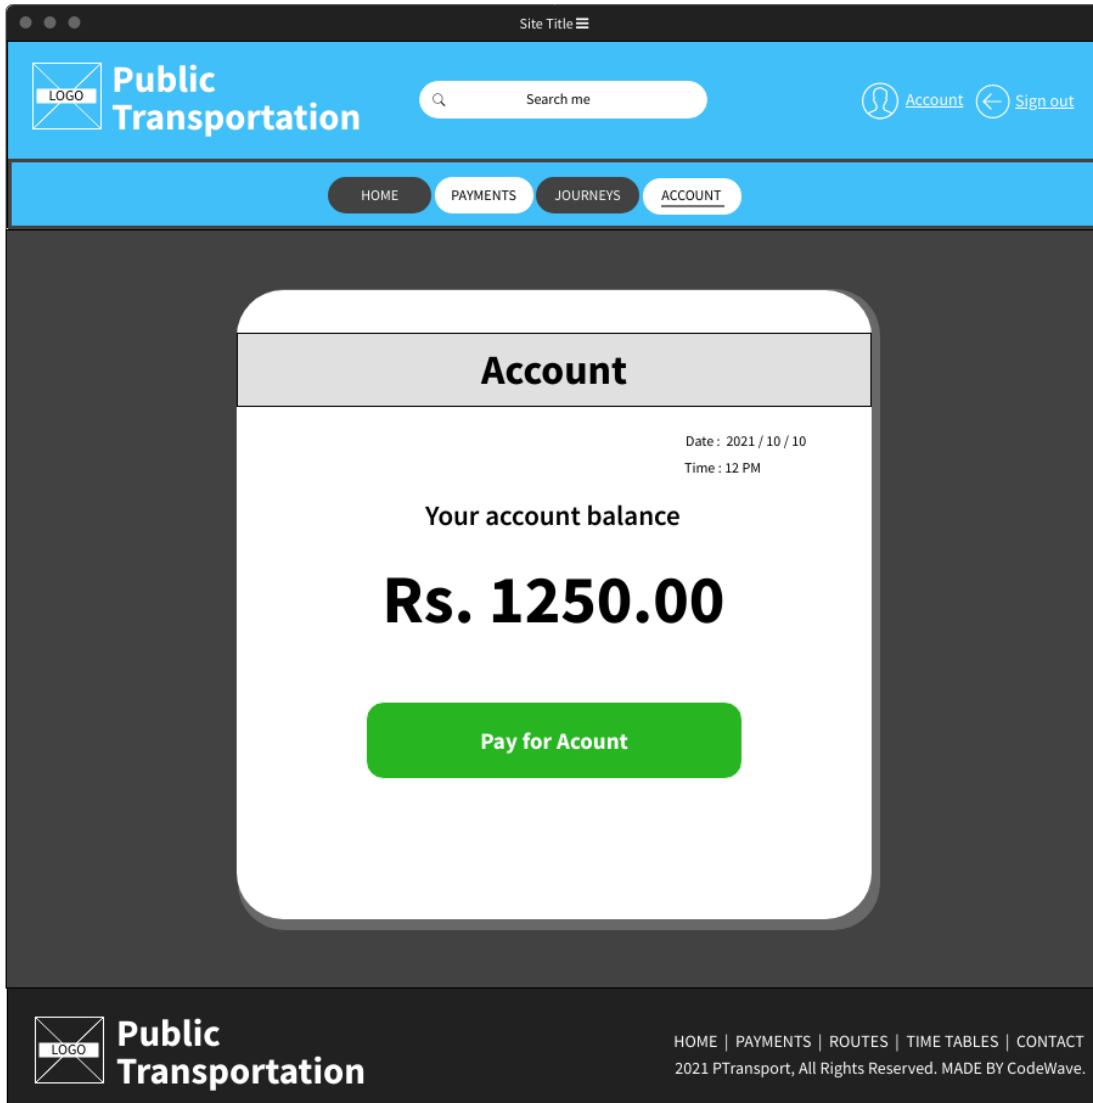 Site Title
LOGO
Public
Transportation
Search me
Account
Sign out
HOME
PAYMENTS
JOURNEYS
ACCOUNT
Account
Date : 2021 / 10 / 10
Time : 12 PM
Your account balance
Rs. 1250.00
Pay for Acount
LOGO
Public
Transportation
HOME | PAYMENTS | ROUTES | TIME TABLES | CONTACT
2021 PTransport, All Rights Reserved. MADE BY CodeWave.